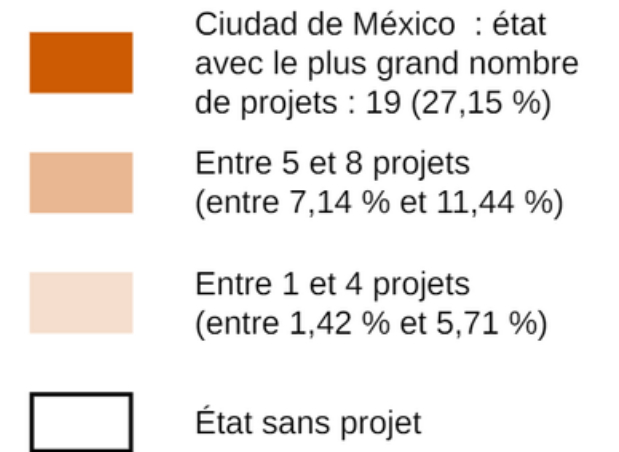 Ciudad de México  : état
avec le plus grand nombre
de projets : 19 (27,15 %)
Entre 5 et 8 projets
(entre 7,14 % et 11,44 %)
Entre 1 et 4 projets
(entre 1,42 % et 5,71 %)
État sans projet